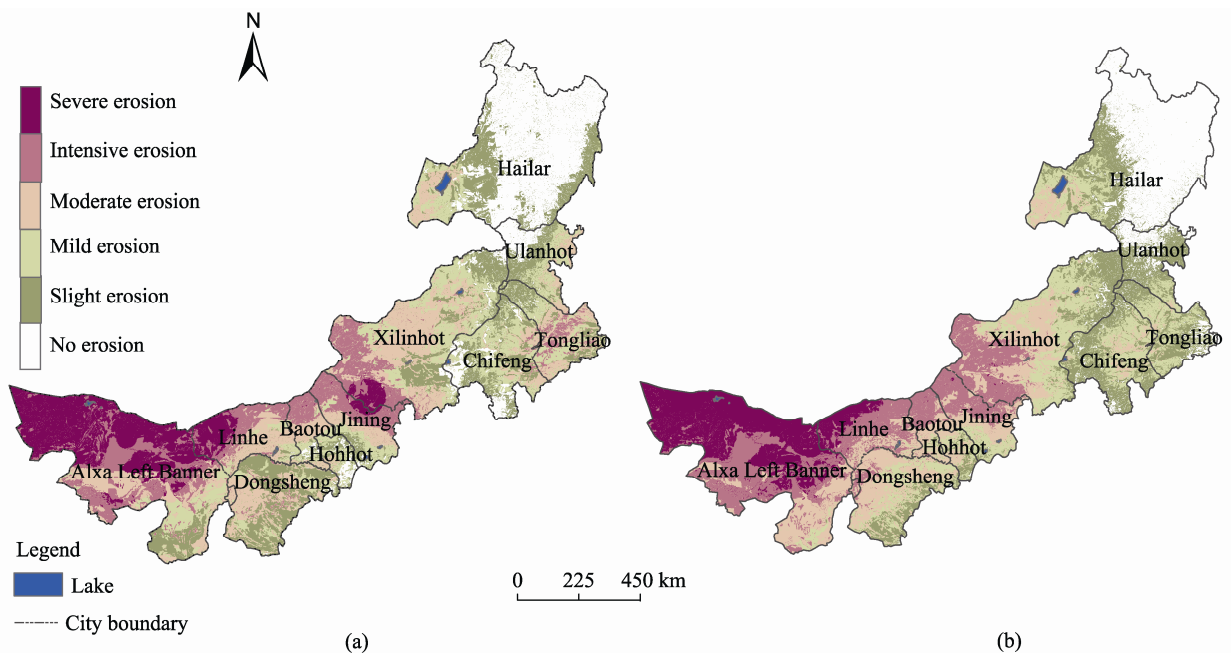 N
Severe erosion
Intensive erosion
Moderate erosion
Mild erosion
Slight erosion
No erosion
Hailar
Ulanhot
Xilinhot
Tongliao
Chifeng
Jining
Baotou
Linhe
Hohhot
Alxa Left Banner
Dongsheng
Hailar
Ulanhot
Xilinhot
Tongliao
Chifeng
Jining
Baotou
Linhe
Hohhot
Alxa Left Banner
Dongsheng
Legend
Lake
City boundary
0 225 450 km
(a)
(b)